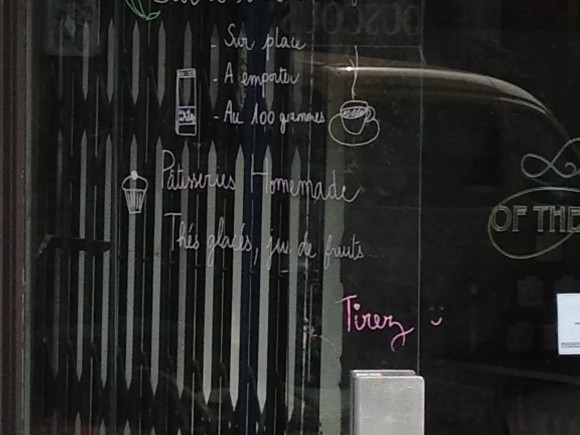 - Sur place
- A emporter
- Au 100 grammes
Pâtisseries Homemade
Thés glacés, jus de fruits...
Tirez :)
OF THE